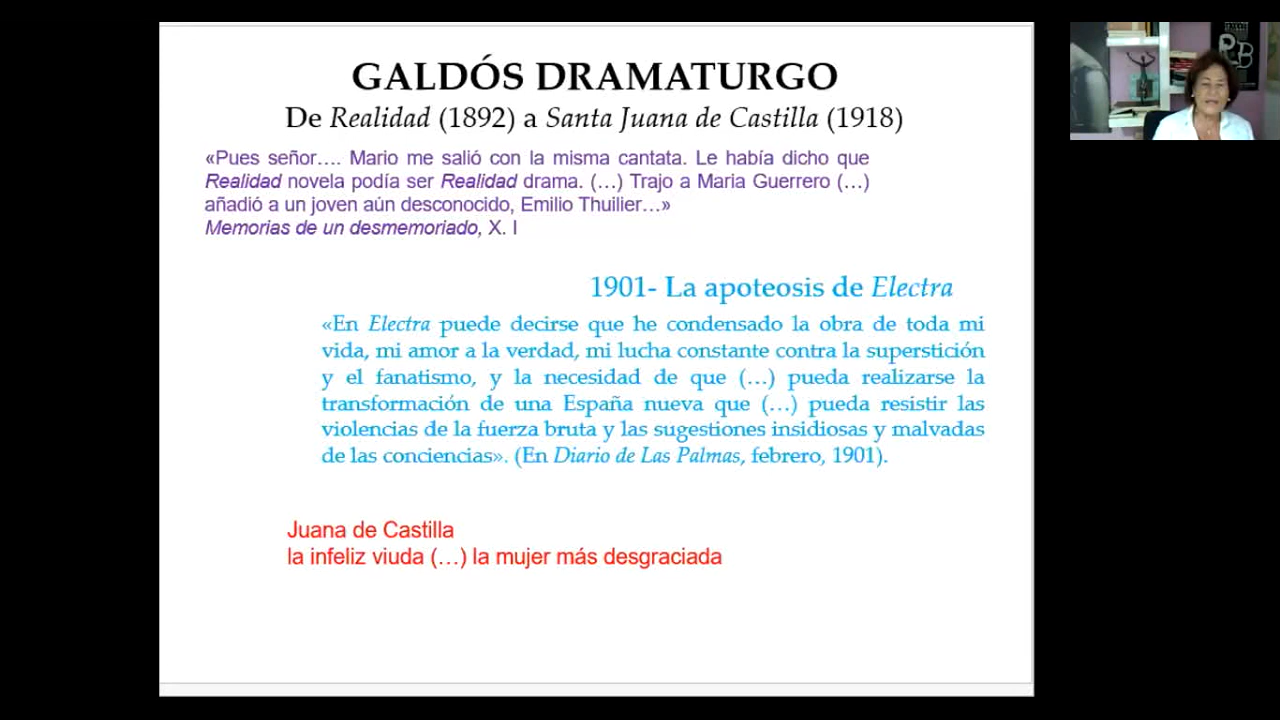 GALDÓS DRAMATURGO
De Realidad (1892) a Santa Juana de Castilla (1918)
«Pues señor…. Mario me salió con la misma cantata. Le había dicho que
Realidad novela podía ser Realidad drama. (…) Trajo a Maria Guerrero (…)
añadió a un joven aún desconocido, Emilio Thuilier…»
Memorias de un desmemoriado, X. I
1901- La apoteosis de Electra
«En Electra puede decirse que he condensado la obra de toda mi
vida, mi amor a la verdad, mi lucha constante contra la superstición
y el fanatismo, y la necesidad de que (…) pueda realizarse la
transformación de una España nueva que (…) pueda resistir las
violencias de la fuerza bruta y las sugestiones insidiosas y malvadas
de las conciencias». (En Diario de Las Palmas, febrero, 1901).
Juana de Castilla
la infeliz viuda (…) la mujer más desgraciada